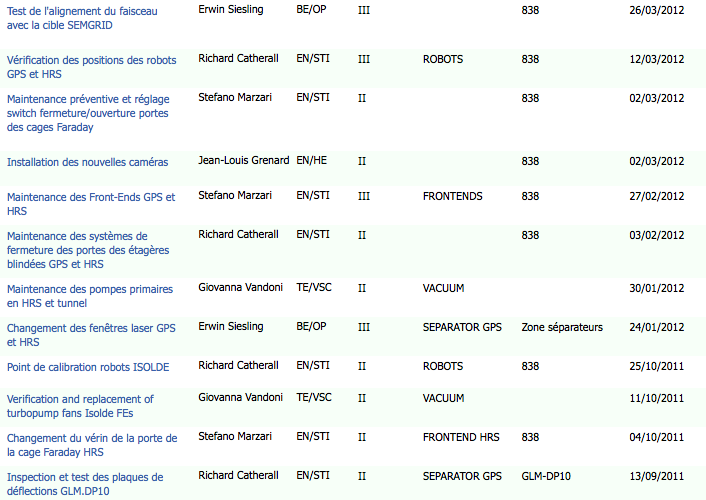 Test de l'alignement du faisceau Erwin Siesling BE/OP III 838 26/03/2012
avec la cible SEMGRID
Vérification des positions des robots Richard Catherall EN/STI III ROBOTS 838 12/03/2012
GPS et HRS
Maintenance préventive et réglage Stefano Marzari EN/STI II 838 02/03/2012
switch fermeture/ouverture portes
des cages Faraday
Installation des nouvelles caméras Jean-Louis Grenard EN/HE II 838 02/03/2012
Maintenance des Front-Ends GPS et Stefano Marzari EN/STI III FRONTENDS 838 27/02/2012
HRS
Maintenance des systèmes de Richard Catherall EN/STI II 838 03/02/2012
fermeture des portes des étagères
blindées GPS et HRS
Maintenance des pompes primaires Giovanna Vandoni TE/VSC II VACUUM 30/01/2012
en HRS et tunnel
Changement des fenêtres laser GPS Erwin Siesling BE/OP III SEPARATOR GPS Zone séparateurs 24/01/2012
et HRS
Point de calibration robots ISOLDE Richard Catherall EN/STI II ROBOTS 838 25/10/2011
Verification and replacement of Giovanna Vandoni TE/VSC II VACUUM 11/10/2011
turbopump fans Isolde FEs
Changement du vérin de la porte de Stefano Marzari EN/STI II FRONTEND HRS 838 04/10/2011
la cage Faraday HRS
Inspection et test des plaques de Richard Catherall EN/STI II SEPARATOR GPS GLM-DP10 13/09/2011
déflections GLM.DP10